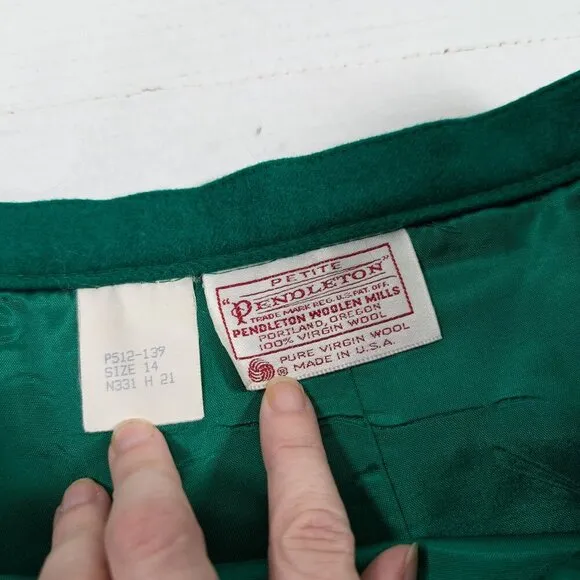 P512-139
SIZE 14
N331 H 21
PETITE
"PENDLETON"
TRADE MARK REG. U.S. PAT. OFF.
PENDLETON WOOLEN MILLS
PORTLAND, OREGON
100% VIRGIN WOOL
PURE VIRGIN WOOL
® MADE IN U.S.A.